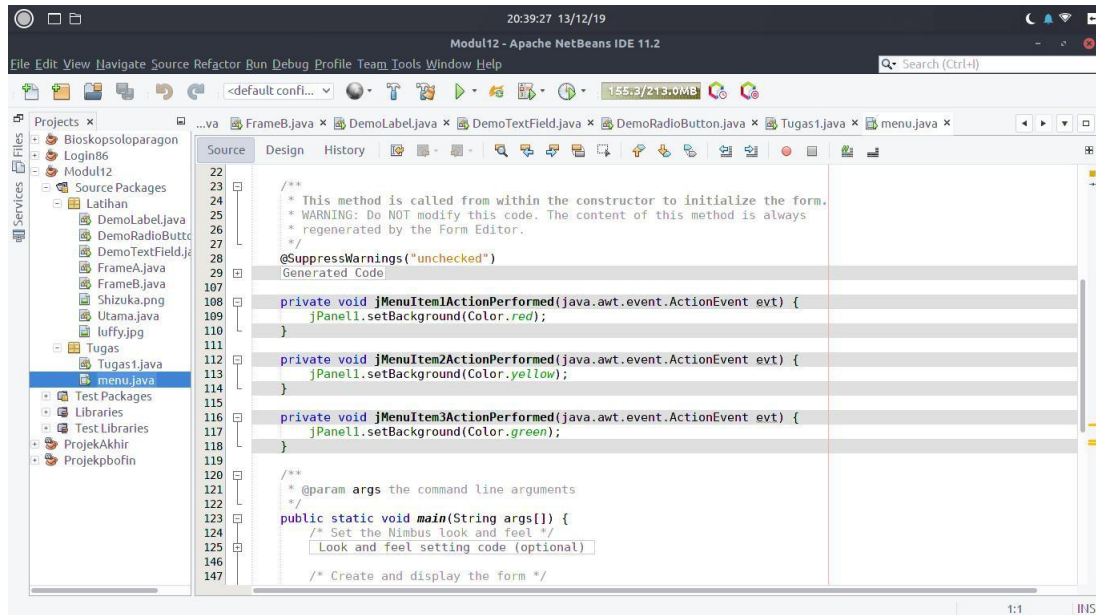 20:39:27 13/12/19
Modul12 - Apache NetBeans IDE 11.2
File Edit View Navigate Source Refactor Run Debug Profile Team Tools Window Help
Search (Ctrl+I)
<default confi...
155.3/213.0MB
Files
Services
Projects
Bioskopsoloparagon
Login86
Modul12
Source Packages
Latihan
DemoLabel.java
DemoRadioButto
DemoTextField.ja
FrameA.java
FrameB.java
Shizuka.png
Utama.java
luffy.jpg
Tugas
Tugas1.java
menu.java
Test Packages
Libraries
Test Libraries
ProjekAkhir
Projekpbofin
...va FrameB.java DemoLabel.java DemoTextField.java DemoRadioButton.java Tugas1.java menu.java
Source Design History
22
23 /**
24 * This method is called from within the constructor to initialize the form.
25 * WARNING: Do NOT modify this code. The content of this method is always
26 * regenerated by the Form Editor.
27 */
28 @SuppressWarnings("unchecked")
29 Generated Code
107
108 private void jMenuItem1ActionPerformed(java.awt.event.ActionEvent evt) {
109 jPanel1.setBackground(Color.red);
110 }
111
112 private void jMenuItem2ActionPerformed(java.awt.event.ActionEvent evt) {
113 jPanel1.setBackground(Color.yellow);
114 }
115
116 private void jMenuItem3ActionPerformed(java.awt.event.ActionEvent evt) {
117 jPanel1.setBackground(Color.green);
118 }
119
120 /**
121 * @param args the command line arguments
122 */
123 public static void main(String args[]) {
124 /* Set the Nimbus look and feel */
125 Look and feel setting code (optional)
146
147 /* Create and display the form */
1:1 INS